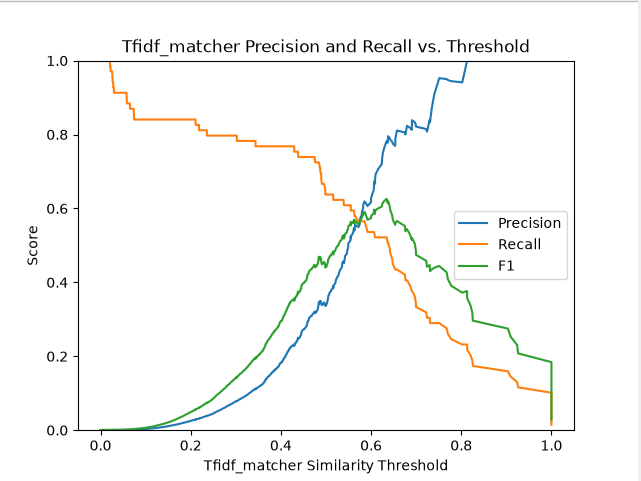 Tfidf_matcher Precision and Recall vs. Threshold
1.0
0.8
0.6
0.4
0.2
0.0
Score
Precision
Recall
F1
0.0 0.2 0.4 0.6 0.8 1.0
Tfidf_matcher Similarity Threshold